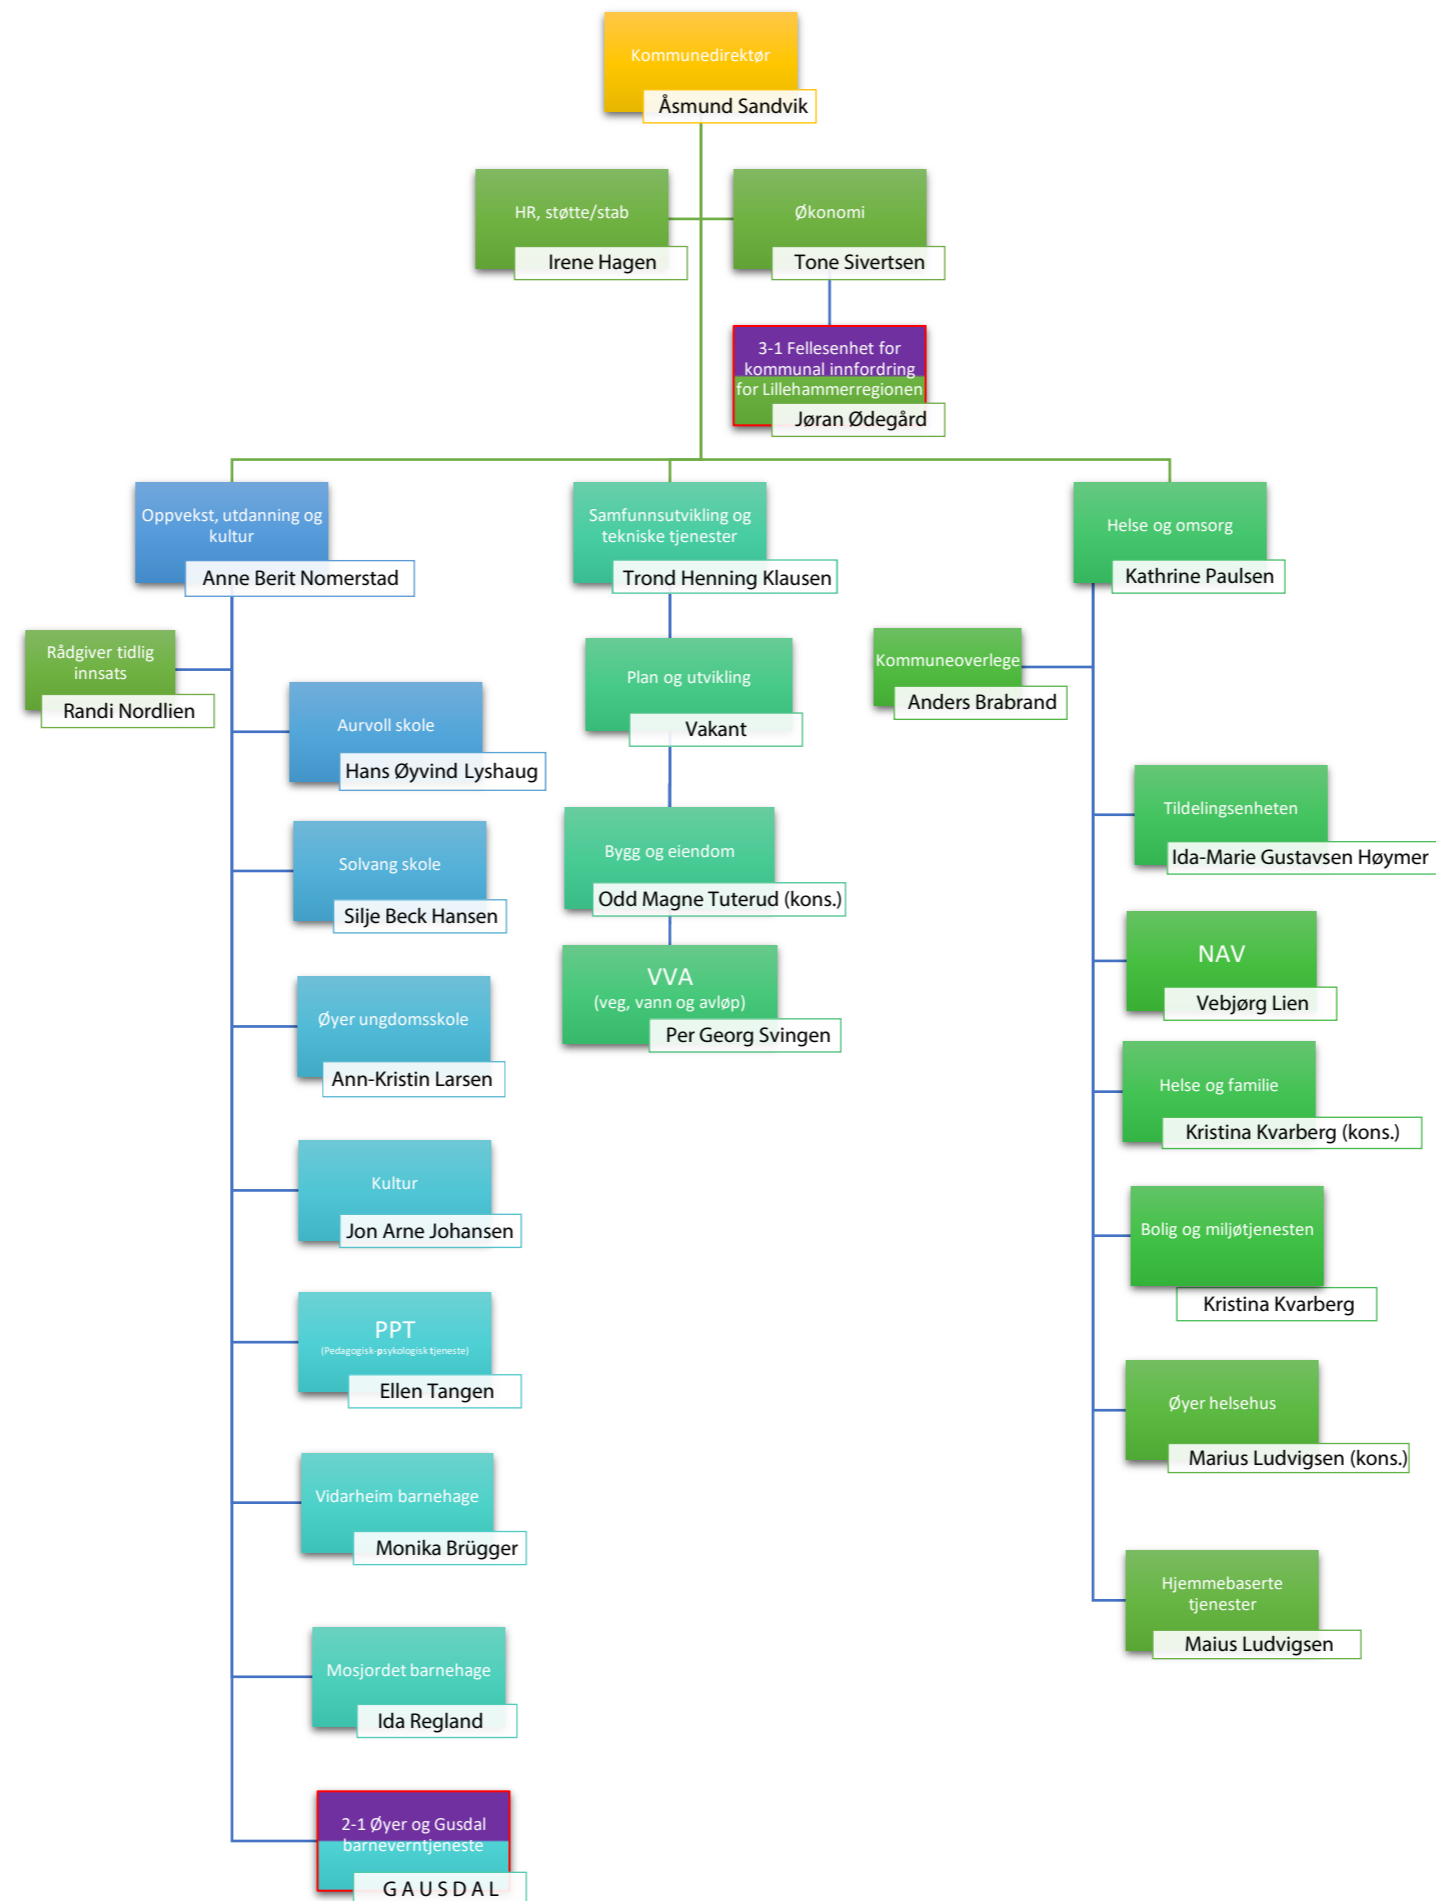 Kommunedirektør
Åsmund Sandvik
HR, støtte/stab
Irene Hagen
Økonomi
Tone Sivertsen
3-1 Fellesenhet for
kommunal innfordring
for Lillehammerregionen
Jøran Ødegård
Oppvekst, utdanning og
kultur
Anne Berit Nomerstad
Rådgiver tidlig
innsats
Randi Nordlien
Aurvoll skole
Hans Øyvind Lyshaug
Solvang skole
Silje Beck Hansen
Øyer ungdomsskole
Ann-Kristin Larsen
Kultur
Jon Arne Johansen
PPT
(Pedagogisk-psykologisk tjeneste)
Ellen Tangen
Vidarheim barnehage
Monika Brügger
Mosjordet barnehage
Ida Regland
2-1 Øyer og Gusdal
barneverntjeneste
G A U S D A L
Samfunnsutvikling og
tekniske tjenester
Trond Henning Klausen
Plan og utvikling
Vakant
Bygg og eiendom
Odd Magne Tuterud (kons.)
VVA
(veg, vann og avløp)
Per Georg Svingen
Helse og omsorg
Kathrine Paulsen
Kommuneoverlege
Anders Brabrand
Tildelingsenheten
Ida-Marie Gustavsen Høymer
NAV
Vebjørg Lien
Helse og familie
Kristina Kvarberg (kons.)
Bolig og miljøtjenesten
Kristina Kvarberg
Øyer helsehus
Marius Ludvigsen (kons.)
Hjemmebaserte
tjenester
Maius Ludvigsen